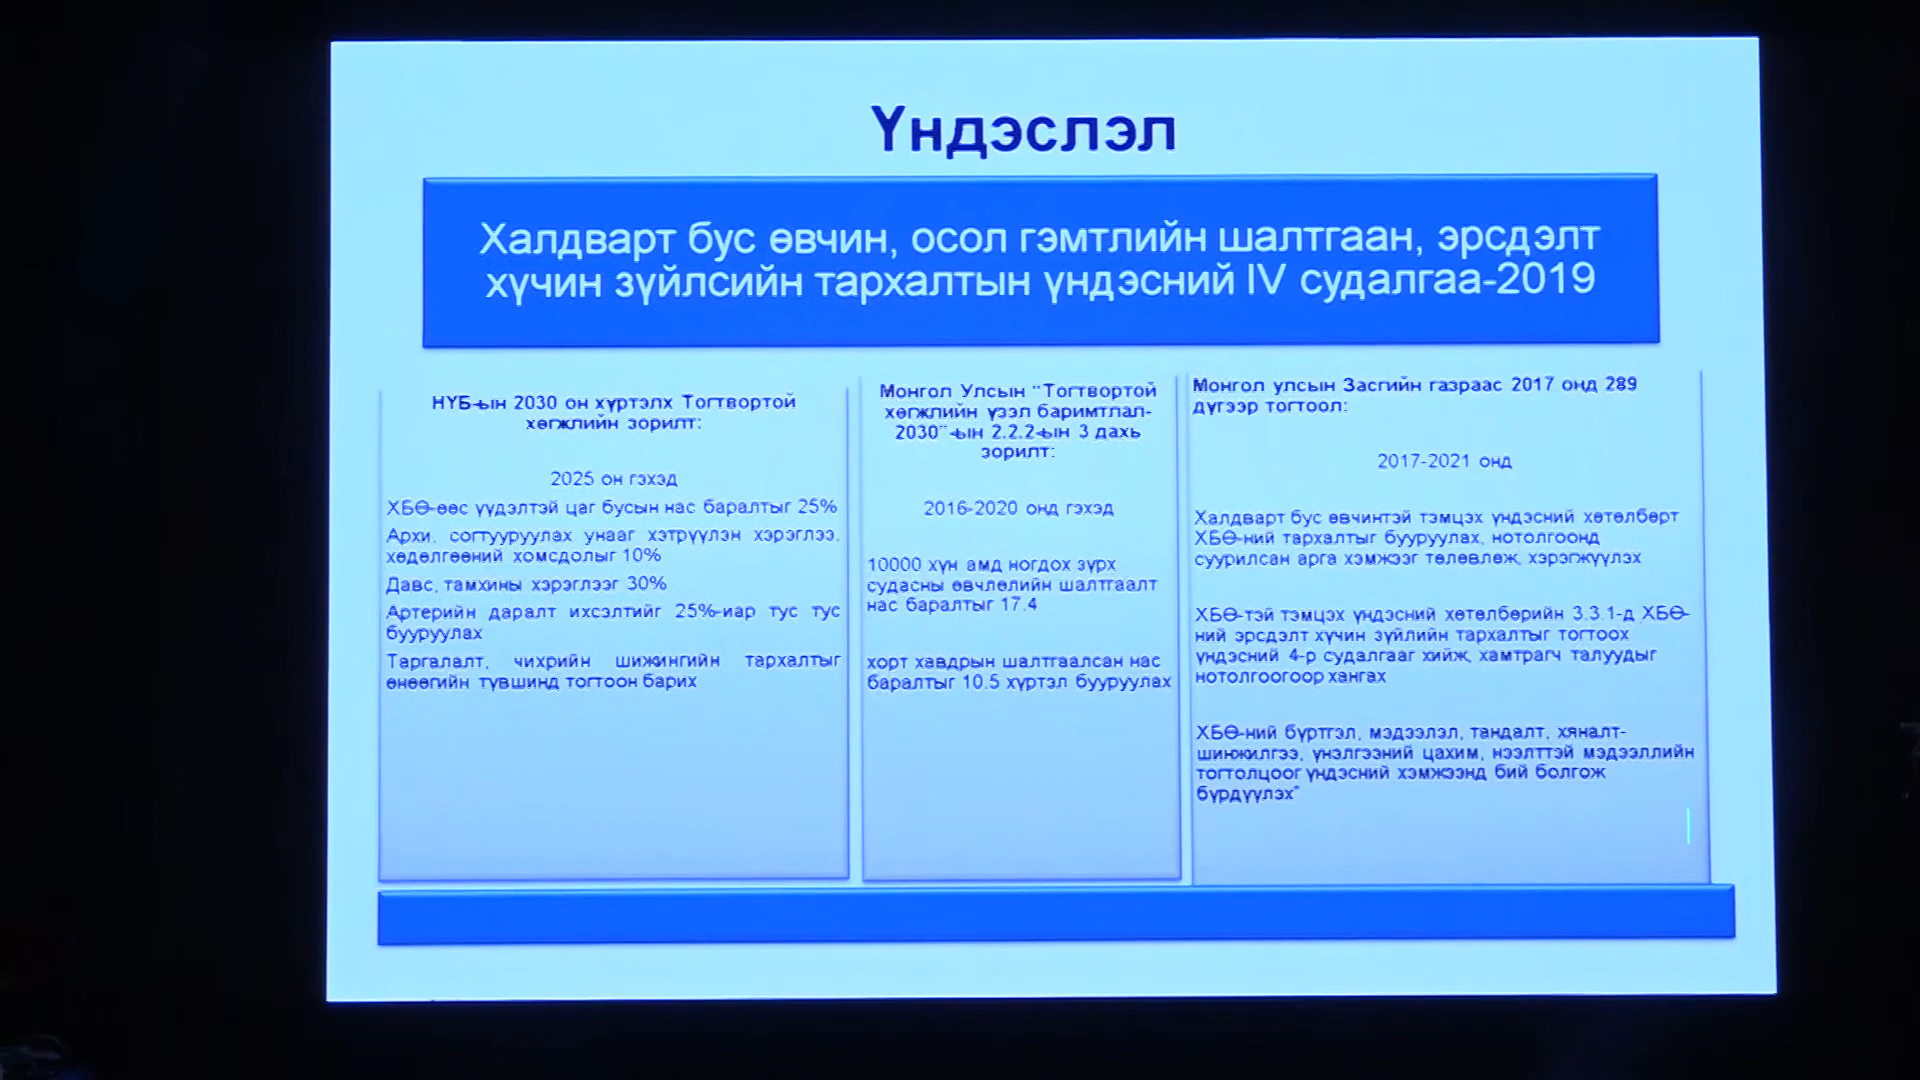 Үндэслэл
Халдварт бус өвчин, осол гэмтлийн шалтгаан, эрсдэлт
хүчин зүйлсийн тархалтын үндэсний IV судалгаа-2019
НҮБ-ын 2030 он хүртэлх Тогтвортой
хөгжлийн зорилт:
2025 он гэхэд
ХБӨ-өөс үүдэлтэй цаг бусын нас баралтыг 25%
Архи, согтууруулах унааг хэтрүүлэн хэрэглээ,
хөдөлгөөний хомсдолыг 10%
Давс, тамхины хэрэглээг 30%
Артерийн даралт ихсэлтийг 25%-иар тус тус
бууруулах
Таргалалт, чихрийн шижингийн тархалтыг
өнөөгийн түвшинд тогтоон барих
Монгол Улсын "Тогтвортой
хөгжлийн үзэл баримтлал-
2030"-ын 2.2.2-ын 3 дахь
зорилт:
2016-2020 онд гэхэд
10000 хүн амд ногдох зүрх
судасны өвчлөлийн шалтгаалт
нас баралтыг 17.4
хорт хавдрын шалтгаалсан нас
баралтыг 10.5 хүртэл бууруулах
Монгол улсын Засгийн газраас 2017 онд 289
дүгээр тогтоол:
2017-2021 онд
Халдварт бус өвчинтэй тэмцэх үндэсний хөтөлбөрт
ХБӨ-ний тархалтыг бууруулах, нотолгоонд
суурилсан арга хэмжээг төлөвлөж, хэрэгжүүлэх
ХБӨ-тэй тэмцэх үндэсний хөтөлбөрийн 3.3.1-д ХБӨ-
ний эрсдэлт хүчин зүйлийн тархалтыг тогтоох
үндэсний 4-р судалгааг хийж, хамтрагч талуудыг
нотолгоогоор хангах
ХБӨ-ний бүртгэл, мэдээлэл, тандалт, хяналт-
шинжилгээ, үнэлгээний цахим, нээлттэй мэдээллийн
тогтолцоог үндэсний хэмжээнд бий болгож
бүрдүүлэх"